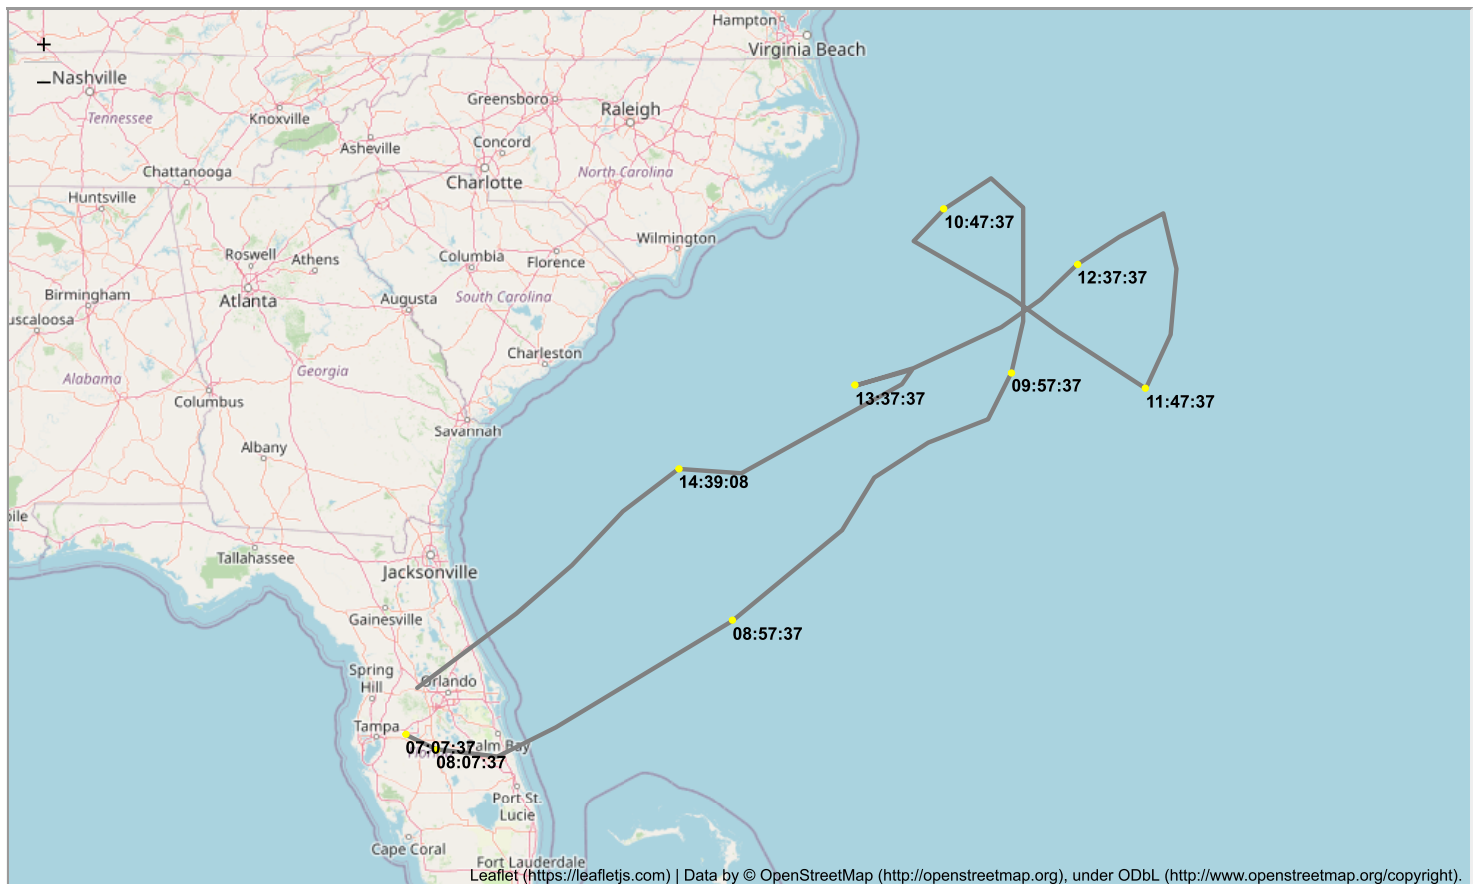 Hampton
Virginia Beach
+
−
Nashville
Greensboro
Raleigh
Tennessee
Knoxville
Concord
Asheville
Chattanooga
Charlotte
North Carolina
Huntsville
10:47:37
Wilmington
Roswell
Athens
Columbia
Florence
12:37:37
Birmingham
Atlanta
Augusta
South Carolina
uscaloosa
Charleston
Georgia
Alabama
09:57:37
Columbus
13:37:37
11:47:37
Savannah
Albany
14:39:08
Tallahassee
Jacksonville
Gainesville
08:57:37
Spring
Hill
Orlando
Tampa
07:07:37
alm Bay
08:07:37
Port St.
Lucie
Cape Coral
Fort Lauderdale
Leaflet (https://leafletjs.com) | Data by © OpenStreetMap (http://openstreetmap.org), under ODbL (http://www.openstreetmap.org/copyright).